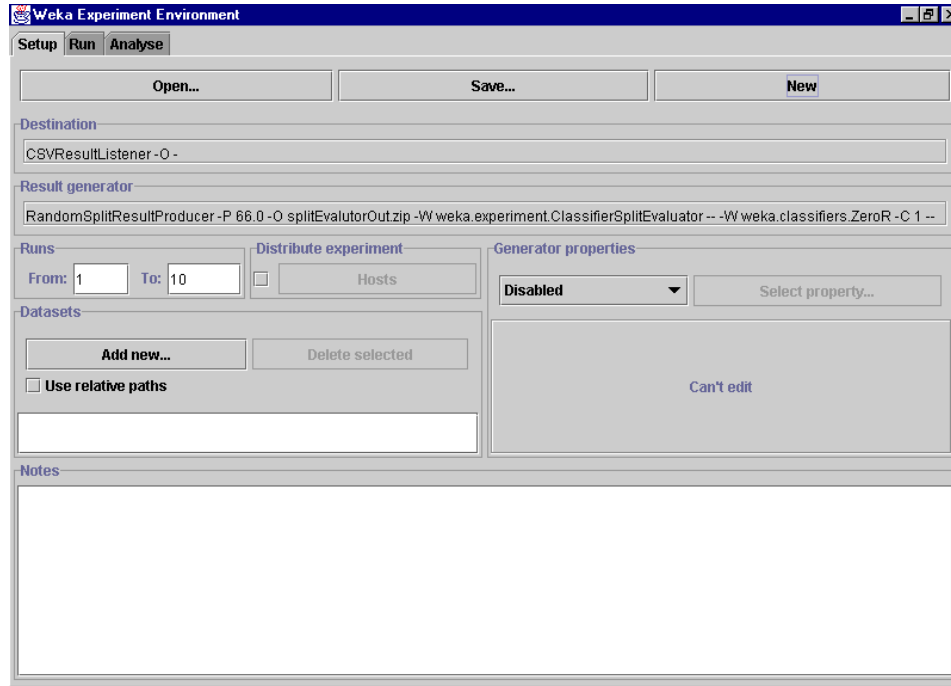 Weka Experiment Environment
Setup Run Analyse
Open... Save... New
Destination
CSVResultListener -O -
Result generator
RandomSplitResultProducer -P 66.0 -O splitEvalutorOut.zip -W weka.experiment.ClassifierSplitEvaluator -- -W weka.classifiers.ZeroR -C 1 --
Runs
From: 1 To: 10
Distribute experiment
Hosts
Generator properties
Disabled Select property...
Can't edit
Datasets
Add new... Delete selected
Use relative paths
Notes